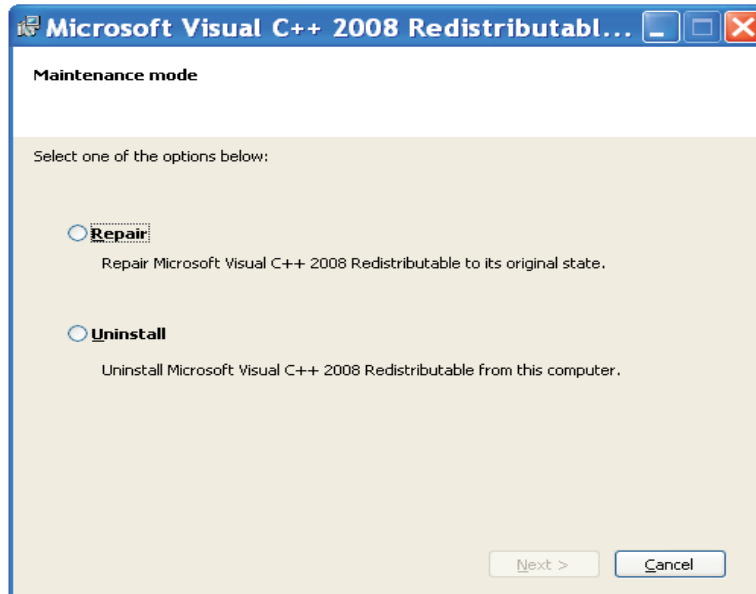 Microsoft Visual C++ 2008 Redistributabl...
Maintenance mode
Select one of the options below:
Repair
Repair Microsoft Visual C++ 2008 Redistributable to its original state.
Uninstall
Uninstall Microsoft Visual C++ 2008 Redistributable from this computer.
Next >
Cancel